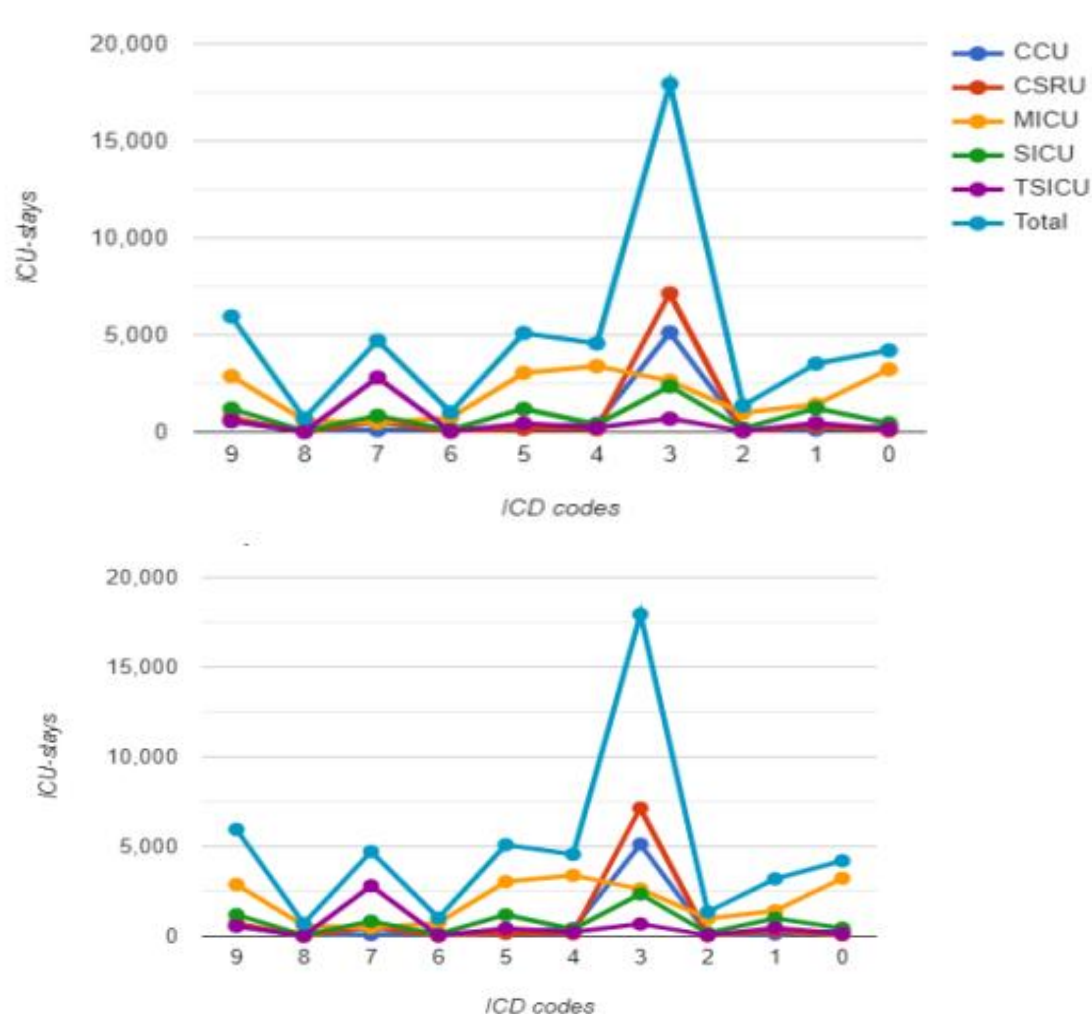 20,000
15,000
10,000
5,000
0
ICU-stays
9 8 7 6 5 4 3 2 1 0
ICD codes
CCU
CSRU
MICU
SICU
TSICU
Total
20,000
15,000
10,000
5,000
0
ICU-stays
9 8 7 6 5 4 3 2 1 0
ICD codes